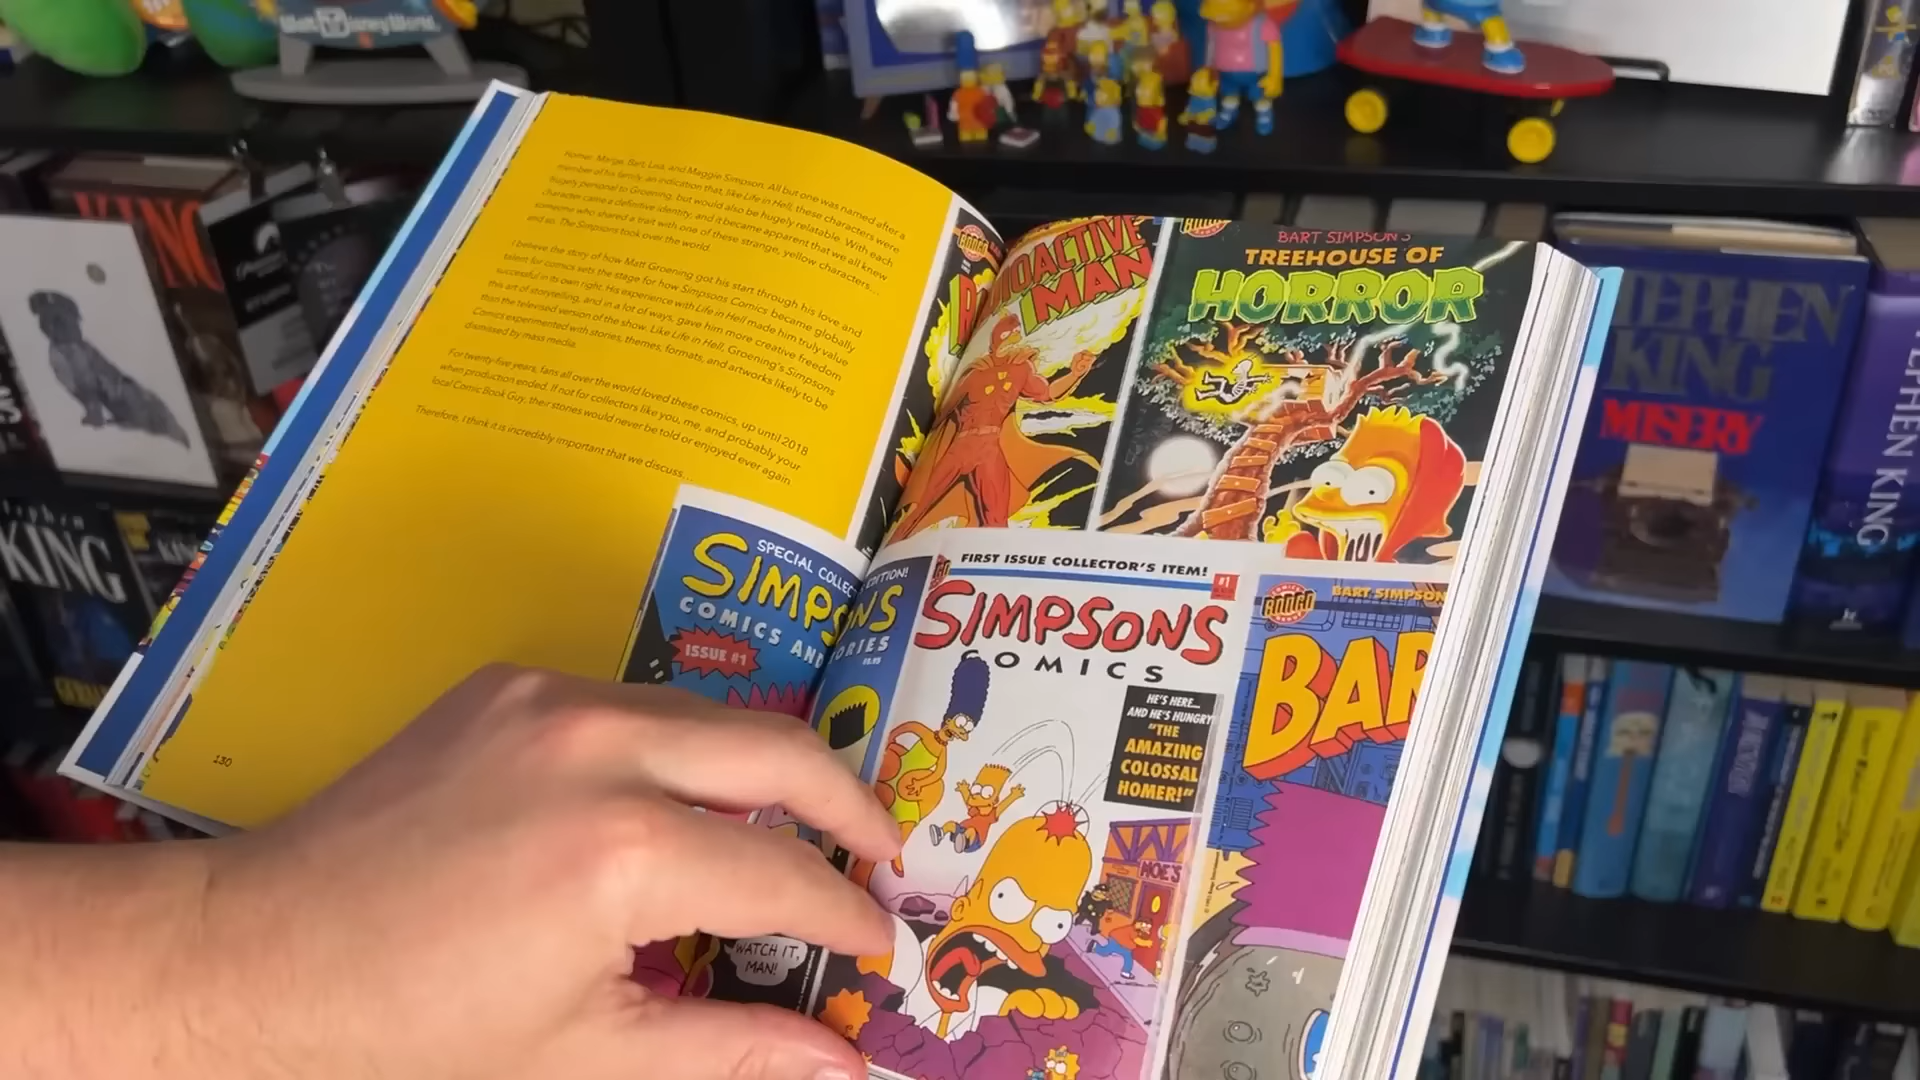 Walt Disney World
KING
Stephen
KING
Homer, Marge, Bart, Lisa, and Maggie Simpson. All but one was named after a
member of his family, an indication that, like Life in Hell, these characters were
hugely personal to Groening, but would also be hugely relatable. With
character came a definitive identity, and it became apparent that we all knew
someone who shared a trait with one of these strange, yellow characters...
and so, The Simpsons took over the world.
I believe the story of how Matt Groening got his start through his love and
talent for comics sets the stage for how Simpsons Comics became globally
successful in its own right. His experience with Life in Hell made him truly value
this art of storytelling, and in a lot of ways, gave him more creative freedom
than the televised version of the show. Like Life in Hell, Groening's Simpsons
Comics experimented with stories, themes, formats, and artworks likely to be
dismissed by mass media.
For twenty-five years, fans all over the world loved these comics, up until 2018
when production ended. If not for collectors like you, me, and probably your
local Comic Book Guy, their stories would never be told or enjoyed ever again.
Therefore, I think it is incredibly important that we discuss...
130
BONGO
MAN
BONGO
BART SIMPSON'S
TREEHOUSE OF
HORROR
SPECIAL COLLEC
EDITION!
SIMPSONS
COMICS AND
ORIES
ISSUE #1
WATCH IT,
MAN!
FIRST ISSUE COLLECTOR'S ITEM!
#1
SIMPSONS
COMICS
HE'S HERE...
AND HE'S HUNGRY
"THE
AMAZING
COLOSSAL
HOMER!"
MOE'S
BONGO
BART SIMPSON
BAR
STEPHEN
KING
MISERY
STEPHEN KING